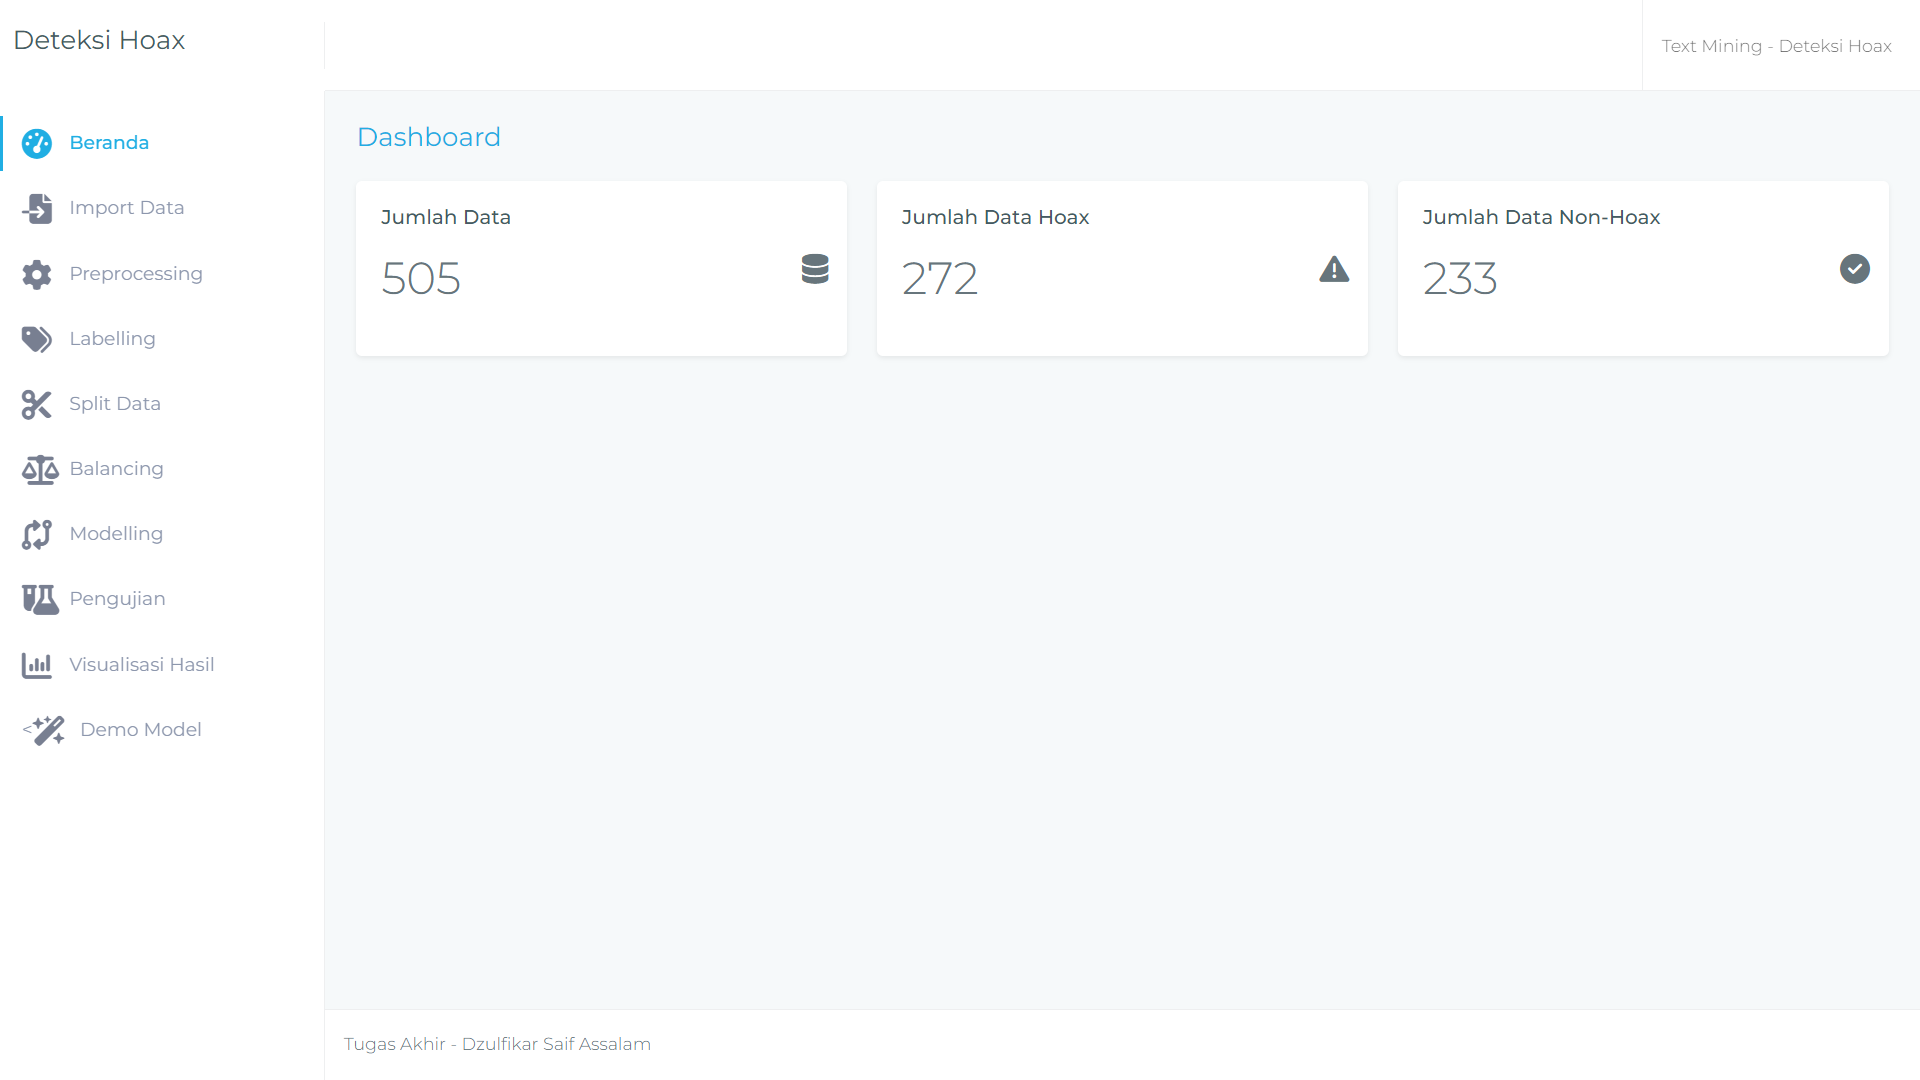 Deteksi Hoax
Text Mining - Deteksi Hoax
Beranda
Import Data
Preprocessing
Labelling
Split Data
Balancing
Modelling
Pengujian
Visualisasi Hasil
< Demo Model
Dashboard
Jumlah Data
505
Jumlah Data Hoax
272
Jumlah Data Non-Hoax
233
Tugas Akhir - Dzulfikar Saif Assalam